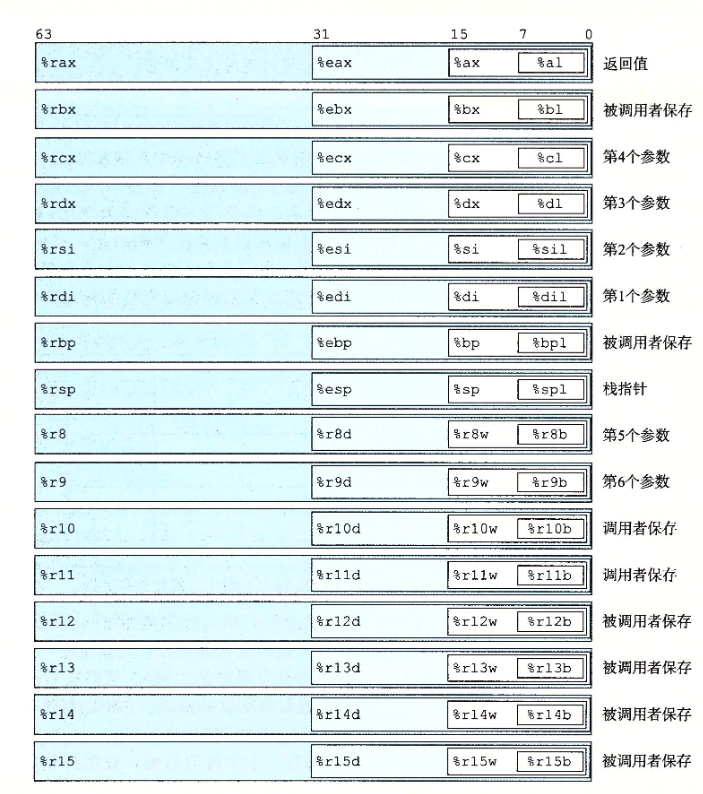 63 31 15 7 0
%rax %eax %ax %al 返回值
%rbx %ebx %bx %bl 被调用者保存
%rcx %ecx %cx %cl 第4个参数
%rdx %edx %dx %dl 第3个参数
%rsi %esi %si %sil 第2个参数
%rdi %edi %di %dil 第1个参数
%rbp %ebp %bp %bpl 被调用者保存
%rsp %esp %sp %spl 栈指针
%r8 %r8d %r8w %r8b 第5个参数
%r9 %r9d %r9w %r9b 第6个参数
%r10 %r10d %r10w %r10b 调用者保存
%r11 %r11d %r11w %r11b 调用者保存
%r12 %r12d %r12w %r12b 被调用者保存
%r13 %r13d %r13w %r13b 被调用者保存
%r14 %r14d %r14w %r14b 被调用者保存
%r15 %r15d %r15w %r15b 被调用者保存